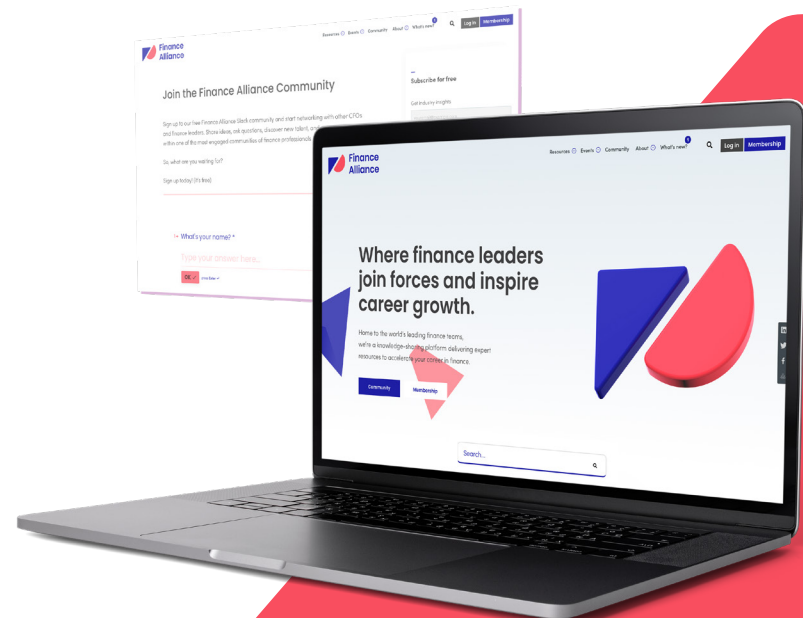 Finance
Alliance
Resources Events Community About What's new?
Log in Membership
Join the Finance Alliance Community
Sign up to our free Finance Alliance Slack community and start networking with other CFOs
and finance leaders. Share ideas, ask questions, discover new talent, and
within one of the most engaged communities of finance professionals
So, what are you waiting for?
Sign up today! (It's free)
What's your name? *
Type your answer here...
OK ✓
Subscribe for free
Get industry insights
Finance
Alliance
Resources Events Community About What's new?
Log in Membership
Where finance leaders
join forces and inspire
career growth.
Home to the world's leading finance teams,
we're a knowledge-sharing platform delivering expert
resources to accelerate your career in finance.
Community Membership
Search...